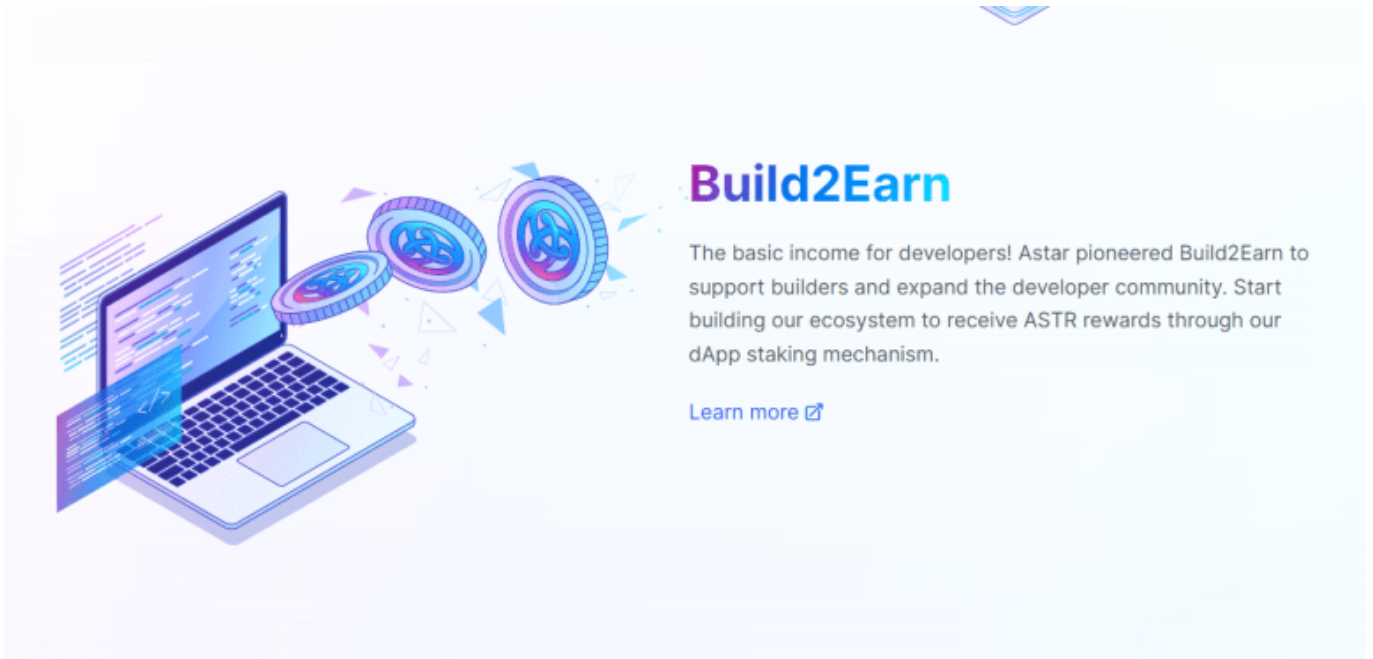 Build2Earn
The basic income for developers! Astar pioneered Build2Earn to
support builders and expand the developer community. Start
building our ecosystem to receive ASTR rewards through our
dApp staking mechanism.
Learn more